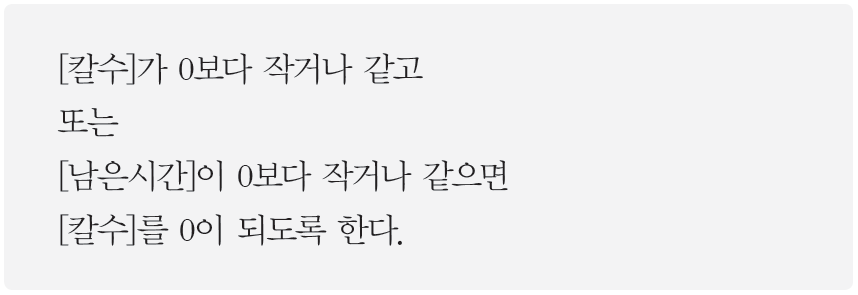 [칼수]가 0보다 작거나 같고
또는
[남은시간]이 0보다 작거나 같으면
[칼수]를 0이 되도록 한다.